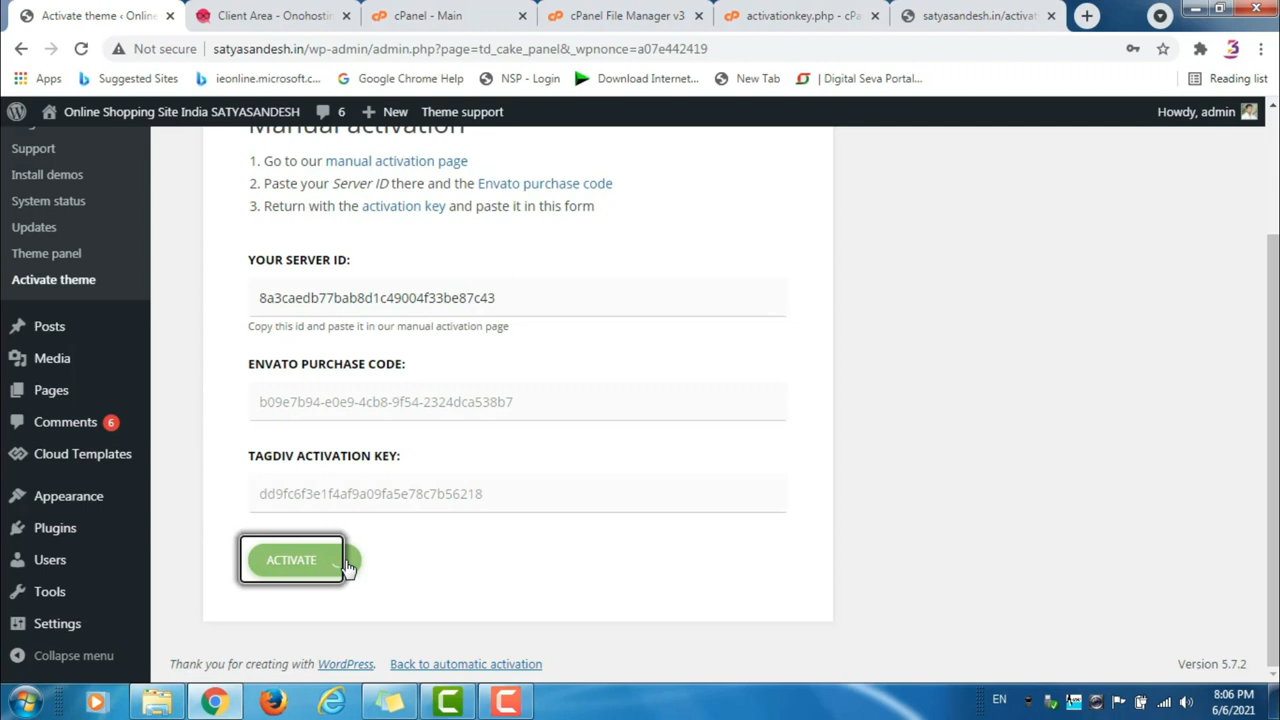 Activate theme ‹ Online
Client Area - Onohostin
cPanel - Main
cPanel File Manager v3
activationkey.php - cPa
satyasandesh.in/activat
Not secure
satyasandesh.in/wp-admin/admin.php?page=td_cake_panel&_wpnonce=a07e442419
Apps
Suggested Sites
ieonline.microsoft.c...
Google Chrome Help
NSP - Login
Download Internet...
New Tab
| Digital Seva Portal...
Reading list
Online Shopping Site India SATYASANDESH
6
New
Theme support
Howdy, admin
Support
Install demos
System status
Updates
Theme panel
Activate theme
Posts
Media
Pages
Comments 6
Cloud Templates
Appearance
Plugins
Users
Tools
Settings
Collapse menu
Manual activation
1. Go to our manual activation page
2. Paste your Server ID there and the Envato purchase code
3. Return with the activation key and paste it in this form
YOUR SERVER ID:
8a3caedb77bab8d1c49004f33be87c43
Copy this id and paste it in our manual activation page
ENVATO PURCHASE CODE:
b09e7b94-e0e9-4cb8-9f54-2324dca538b7
TAGDIV ACTIVATION KEY:
dd9fc6f3e1f4af9a09fa5e78c7b56218
ACTIVATE
Thank you for creating with WordPress.
Back to automatic activation
Version 5.7.2
EN
8:06 PM
6/6/2021